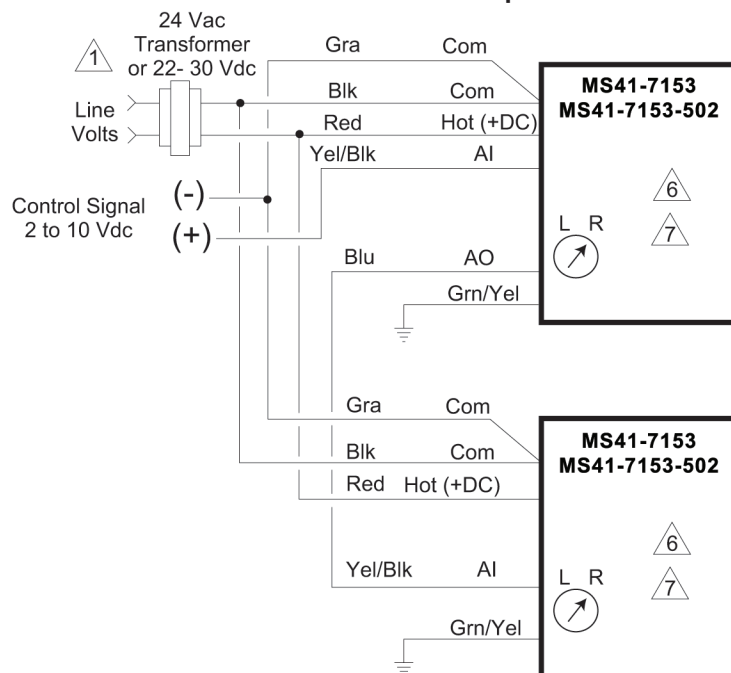 24 Vac
Transformer
or 22- 30 Vdc
1
Line
Volts
Gra Com
Blk Com
Red Hot (+DC)
Yel/Blk AI
Control Signal
2 to 10 Vdc
(-)
(+)
Blu AO
Grn/Yel
MS41-7153
MS41-7153-502
6
7
L R
Gra Com
Blk Com
Red Hot (+DC)
Yel/Blk AI
Grn/Yel
MS41-7153
MS41-7153-502
6
7
L R